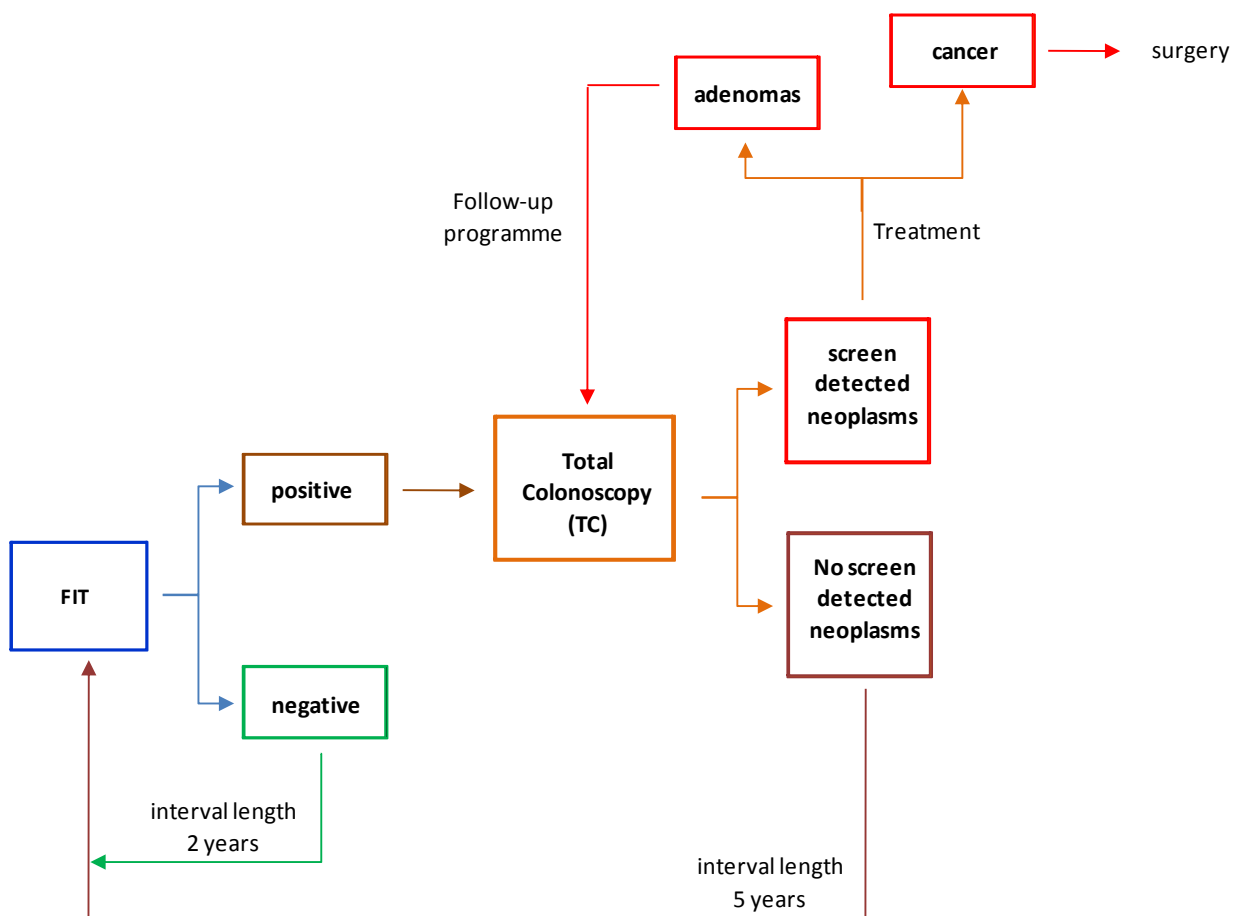 cancer
surgery
adenomas
Follow-up
programme
Treatment
screen
detected
neoplasms
Total
Colonoscopy
(TC)
positive
No screen
detected
neoplasms
FIT
negative
interval length
2 years
interval length
5 years